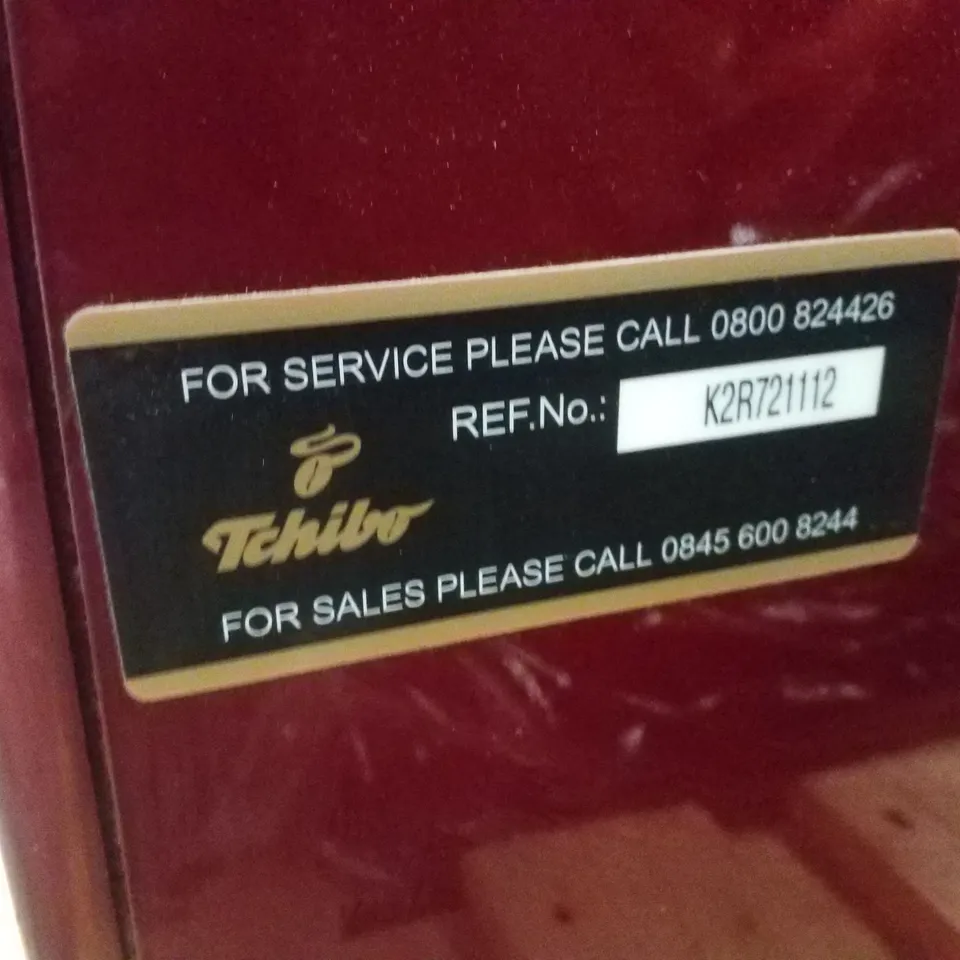 FOR SERVICE PLEASE CALL 0800 824426
REF.No.: K2R721112
Tchibo
FOR SALES PLEASE CALL 0845 600 8244